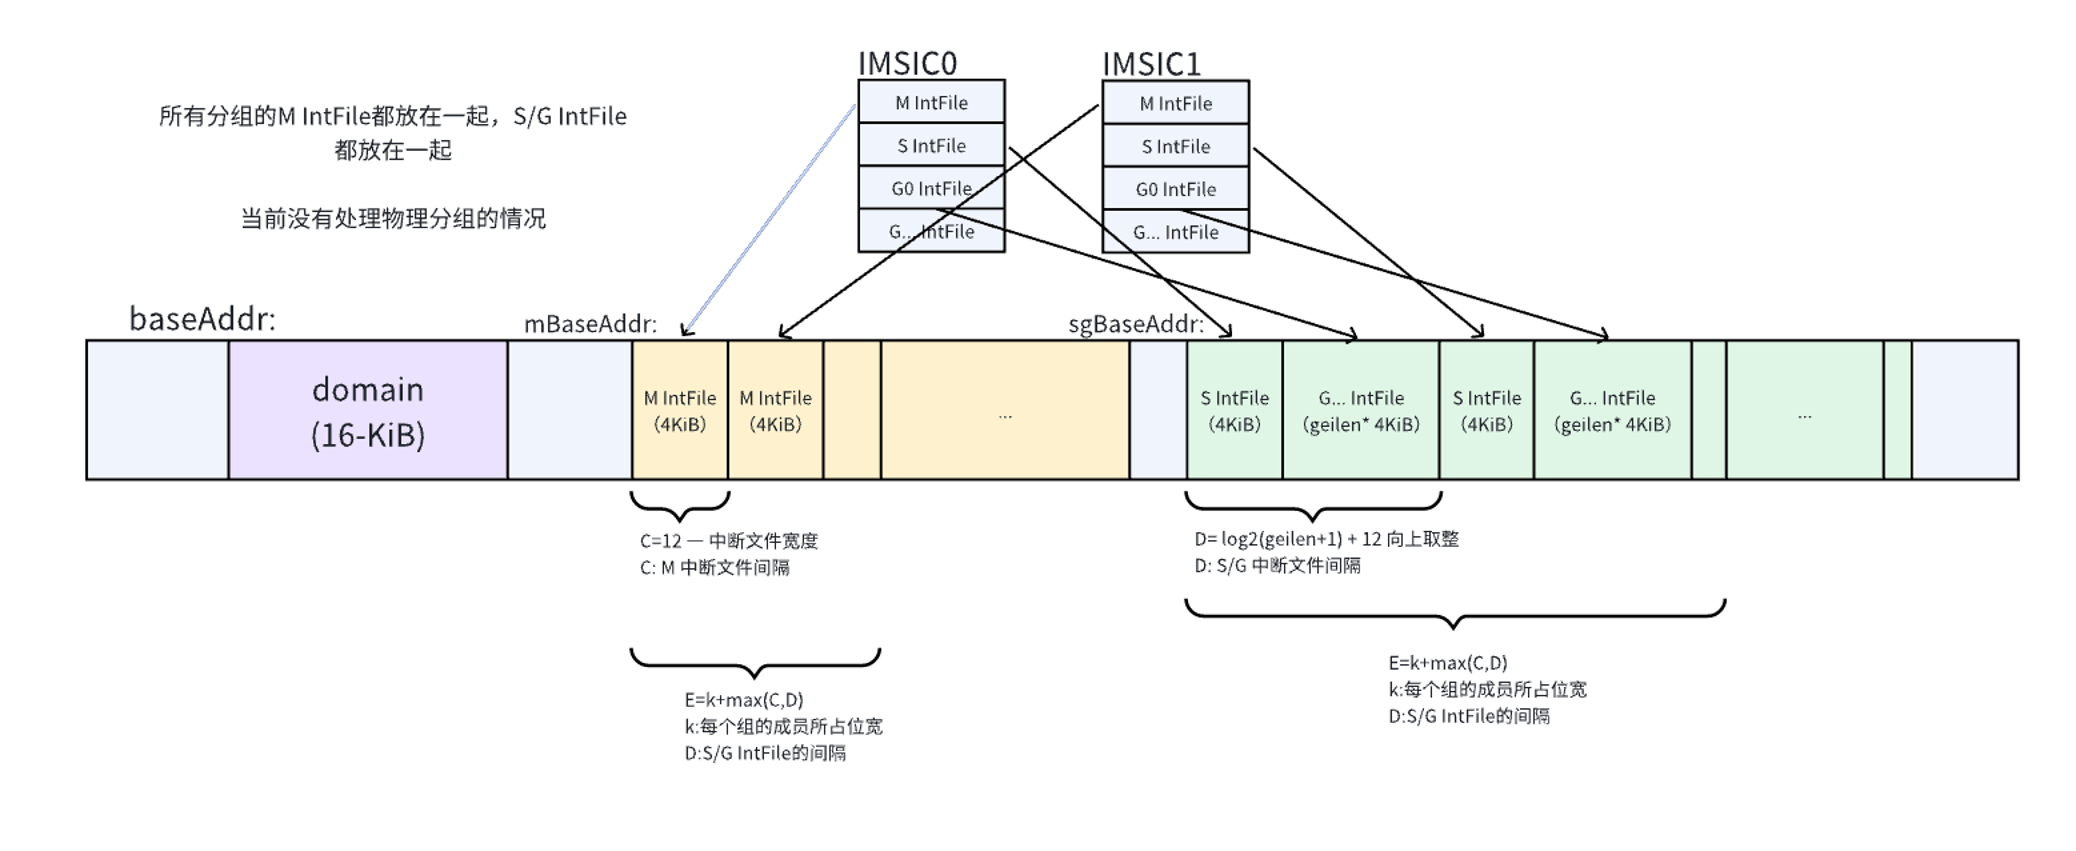 IMSIC0
M IntFile
S IntFile
G0 IntFile
G... IntFile
IMSIC1
M IntFile
S IntFile
G0 IntFile
G... IntFile
所有分组的M IntFile都放在一起，S/G IntFile
都放在一起
当前没有处理物理分组的情况
baseAddr:
mBaseAddr:
sgBaseAddr:
domain
(16-KiB)
M IntFile
（4KiB）
M IntFile
（4KiB）
...
S IntFile
（4KiB）
G... IntFile
（geilen* 4KiB）
S IntFile
（4KiB）
G... IntFile
（geilen* 4KiB）
...
C=12 — 中断文件宽度
C: M 中断文件间隔
D= log2(geilen+1) + 12 向上取整
D: S/G 中断文件间隔
E=k+max(C,D)
k:每个组的成员所占位宽
D:S/G IntFile的间隔
E=k+max(C,D)
k:每个组的成员所占位宽
D:S/G IntFile的间隔